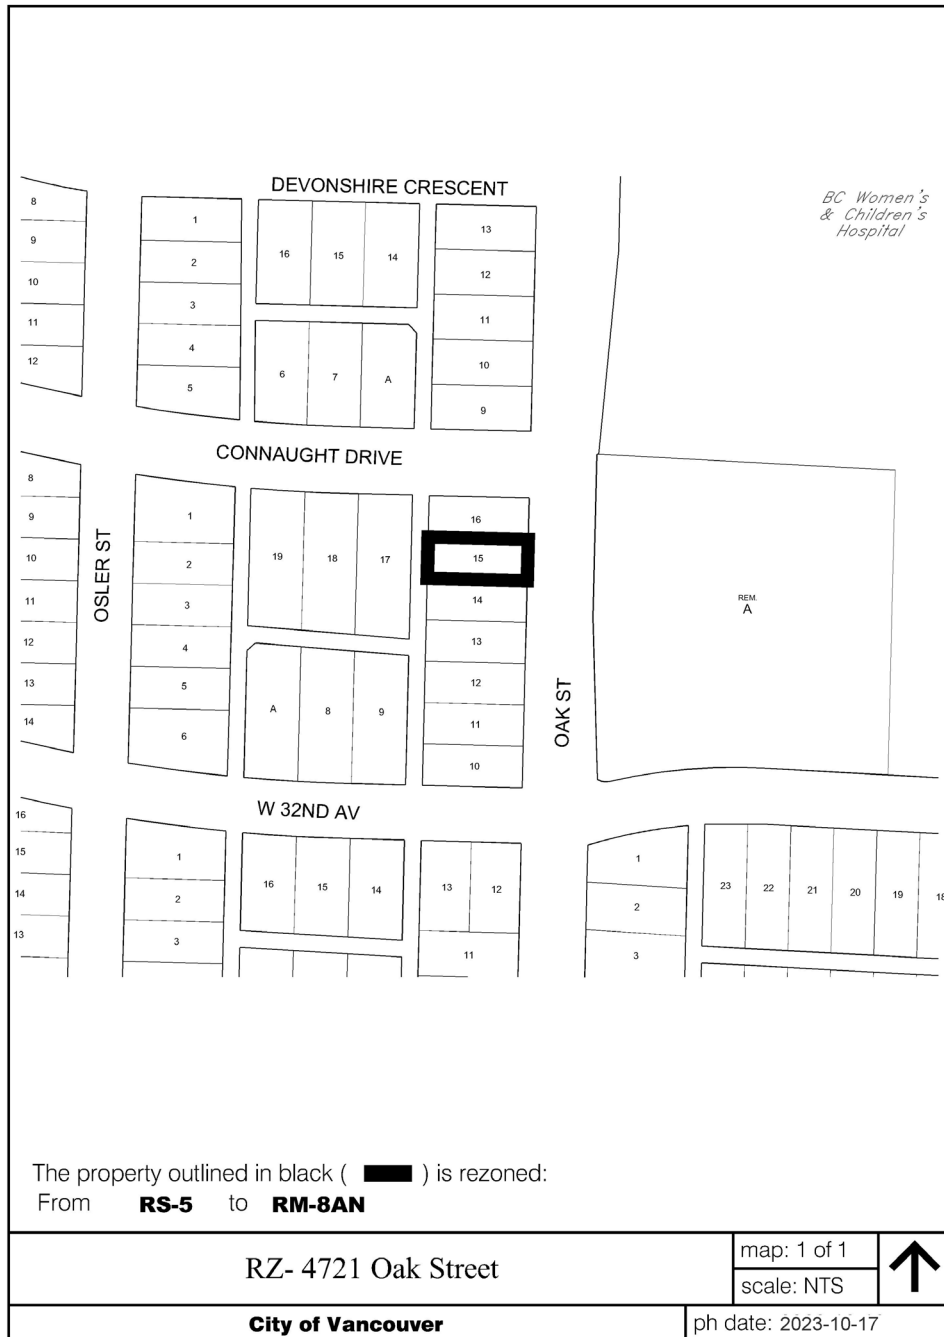 DEVONSHIRE CRESCENT
BC Women's
& Children's
Hospital
8
9
10
11
12
1
2
3
4
5
16 15 14
6 7 A
13
12
11
10
9
CONNAUGHT DRIVE
8
9
10
11
12
13
14
OSLER ST
1
2
3
4
5
6
19 18 17
A 8 9
16
15
14
13
12
11
10
OAK ST
REM.
A
W 32ND AV
16
15
14
13
1
2
3
16 15 14
13 12
11
1
2
3
23 22 21 20 19 18
The property outlined in black ( ) is rezoned:
From RS-5 to RM-8AN
RZ- 4721 Oak Street
map: 1 of 1
scale: NTS
City of Vancouver
ph date: 2023-10-17